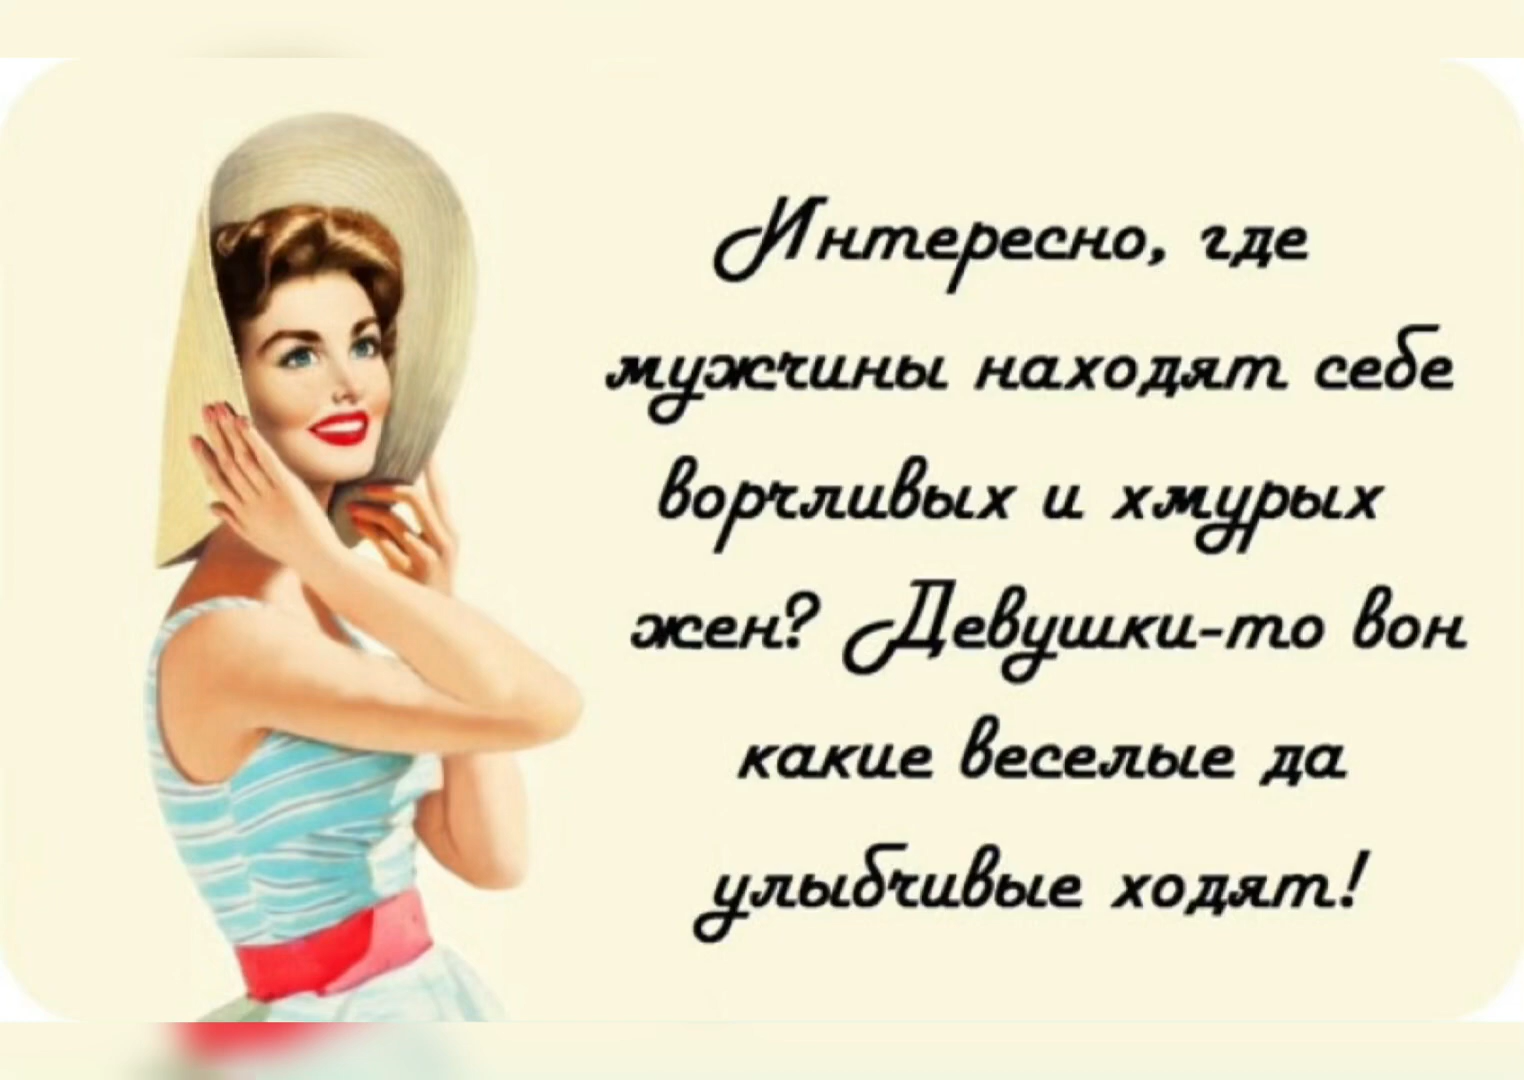 Интересно, где
мужчины находят себе
ворчливых и хмурых
жен? Девушки-то вон
какие веселые да
улыбчивые ходят!